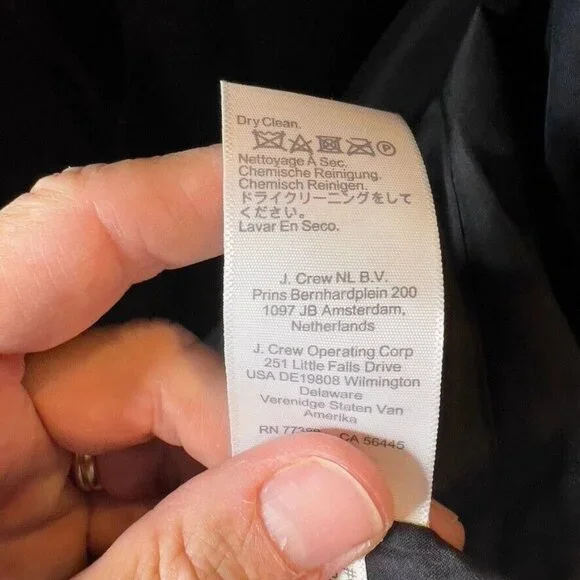 Dry Clean.
P
Nettoyage À Sec.
Chemische Reinigung.
Chemisch Reinigen.
ドライクリーニングをして
ください。
Lavar En Seco.
J. Crew NL B.V.
Prins Bernhardplein 200
1097 JB Amsterdam,
Netherlands
J. Crew Operating Corp
251 Little Falls Drive
USA DE19808 Wilmington
Delaware
Verenidge Staten Van
Amerika
RN CA 56445